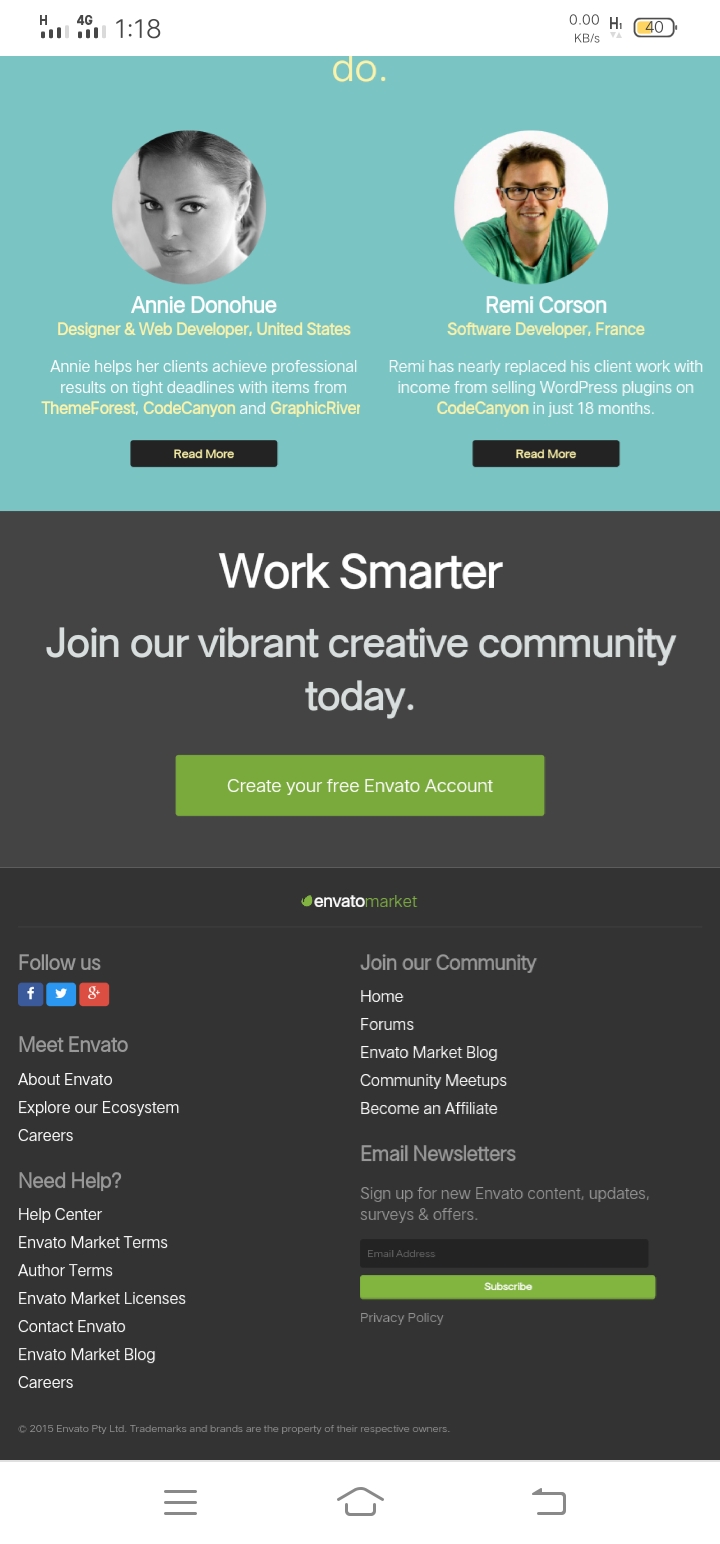 H 4G 1:18 0.00 KB/s H1 40
do.
Annie Donohue
Designer & Web Developer, United States
Annie helps her clients achieve professional
results on tight deadlines with items from
ThemeForest, CodeCanyon and GraphicRiver
Read More
Remi Corson
Software Developer, France
Remi has nearly replaced his client work with
income from selling WordPress plugins on
CodeCanyon in just 18 months.
Read More
Work Smarter
Join our vibrant creative community
today.
Create your free Envato Account
envatomarket
Follow us
f g+
Meet Envato
About Envato
Explore our Ecosystem
Careers
Need Help?
Help Center
Envato Market Terms
Author Terms
Envato Market Licenses
Contact Envato
Envato Market Blog
Careers
Join our Community
Home
Forums
Envato Market Blog
Community Meetups
Become an Affiliate
Email Newsletters
Sign up for new Envato content, updates,
surveys & offers.
Email Address
Subscribe
Privacy Policy
© 2015 Envato Pty Ltd. Trademarks and brands are the property of their respective owners.